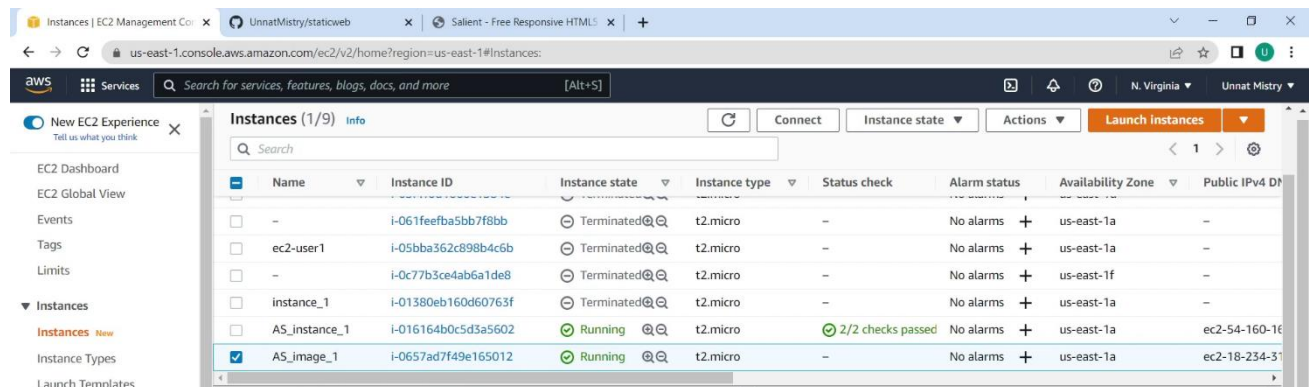 Instances | EC2 Management Con
UnnatMistry/staticweb
Salient - Free Responsive HTML5
us-east-1.console.aws.amazon.com/ec2/v2/home?region=us-east-1#Instances:
U
aws
Services
Search for services, features, blogs, docs, and more
[Alt+S]
N. Virginia
Unnat Mistry
New EC2 Experience
Tell us what you think
EC2 Dashboard
EC2 Global View
Events
Tags
Limits
Instances
Instances New
Instance Types
Launch Templates
Instances (1/9) Info
Connect
Instance state
Actions
Launch instances
Search
1
Name Instance ID Instance state Instance type Status check Alarm status Availability Zone Public IPv4 DN
– i-061feefba5bb7f8bb Terminated t2.micro – No alarms + us-east-1a –
ec2-user1 i-05bba362c898b4c6b Terminated t2.micro – No alarms + us-east-1a –
– i-0c77b3ce4ab6a1de8 Terminated t2.micro – No alarms + us-east-1f –
instance_1 i-01380eb160d60763f Terminated t2.micro – No alarms + us-east-1a –
AS_instance_1 i-016164b0c5d3a5602 Running t2.micro 2/2 checks passed No alarms + us-east-1a ec2-54-160-16
AS_image_1 i-0657ad7f49e165012 Running t2.micro – No alarms + us-east-1a ec2-18-234-31